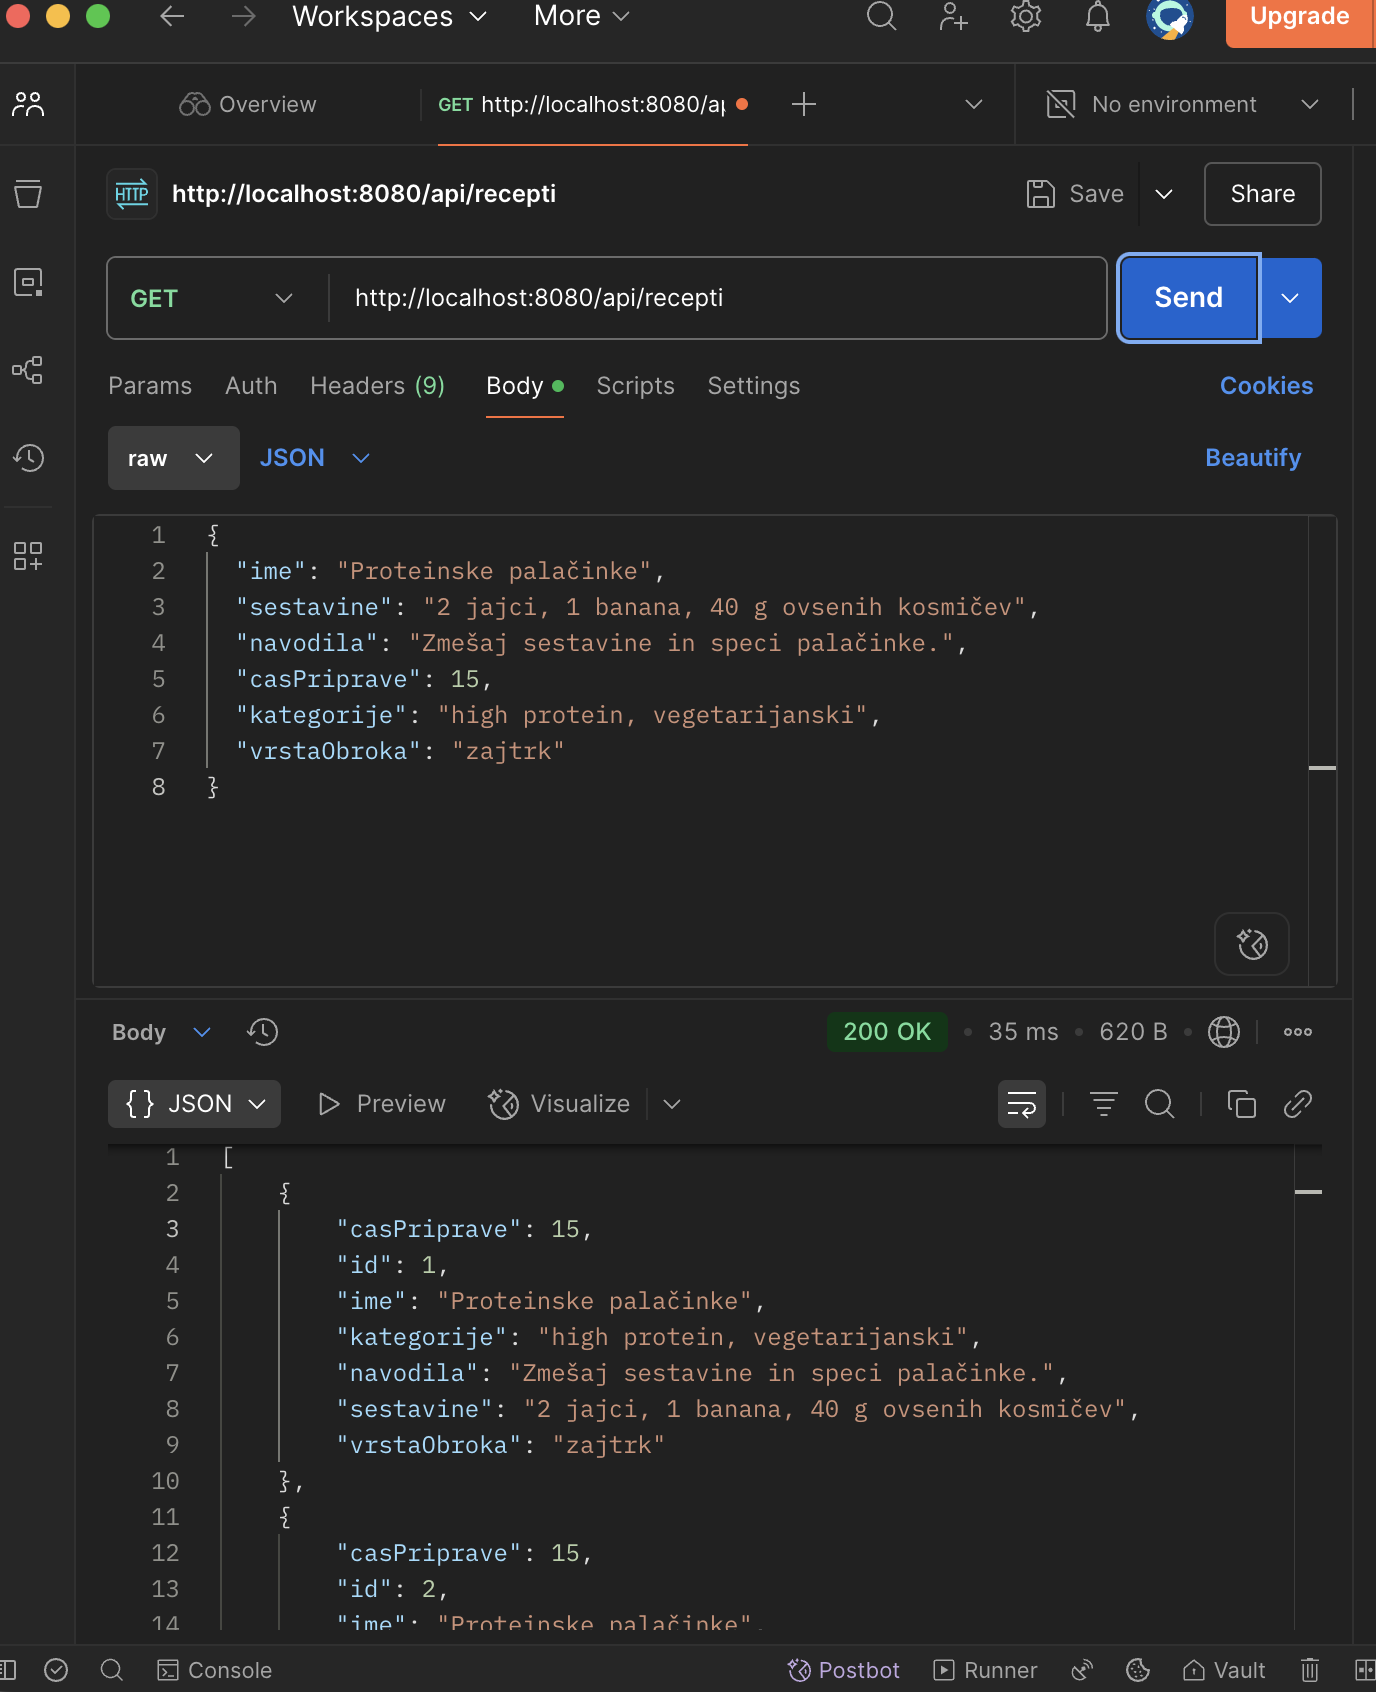 Workspaces More Upgrade
Overview GET http://localhost:8080/ap No environment
HTTP http://localhost:8080/api/recepti Save Share
GET http://localhost:8080/api/recepti Send
Params Auth Headers (9) Body Scripts Settings Cookies
raw JSON Beautify
1 {
2 "ime": "Proteinske palačinke",
3 "sestavine": "2 jajci, 1 banana, 40 g ovsenih kosmičev",
4 "navodila": "Zmešaj sestavine in speci palačinke.",
5 "casPriprave": 15,
6 "kategorije": "high protein, vegetarijanski",
7 "vrstaObroka": "zajtrk"
8 }
Body 200 OK • 35 ms • 620 B •
{} JSON Preview Visualize
1 [
2 {
3 "casPriprave": 15,
4 "id": 1,
5 "ime": "Proteinske palačinke",
6 "kategorije": "high protein, vegetarijanski",
7 "navodila": "Zmešaj sestavine in speci palačinke.",
8 "sestavine": "2 jajci, 1 banana, 40 g ovsenih kosmičev",
9 "vrstaObroka": "zajtrk"
10 },
11 {
12 "casPriprave": 15,
13 "id": 2,
14 "ime": "Proteinske palačinke",
Console Postbot Runner Vault